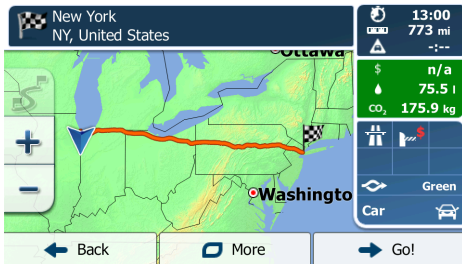 New York
NY, United States
Ottawa
Washingto
13:00
773 mi
-:--
$ n/a
75.5 l
CO2 175.9 kg
$
Green
Car
Back
More
Go!